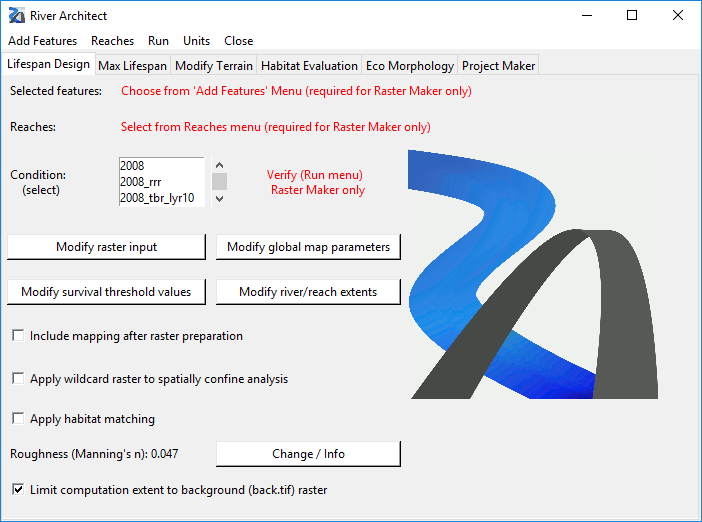 River Architect
Add Features Reaches Run Units Close
Lifespan Design Max Lifespan Modify Terrain Habitat Evaluation Eco Morphology Project Maker
Selected features: Choose from 'Add Features' Menu (required for Raster Maker only)
Reaches: Select from Reaches menu (required for Raster Maker only)
Condition:
(select)
2008
2008_rrr
2008_tbr_lyr10
Verify (Run menu)
Raster Maker only
Modify raster input Modify global map parameters
Modify survival threshold values Modify river/reach extents
Include mapping after raster preparation
Apply wildcard raster to spatially confine analysis
Apply habitat matching
Roughness (Manning's n): 0.047 Change / Info
Limit computation extent to background (back.tif) raster